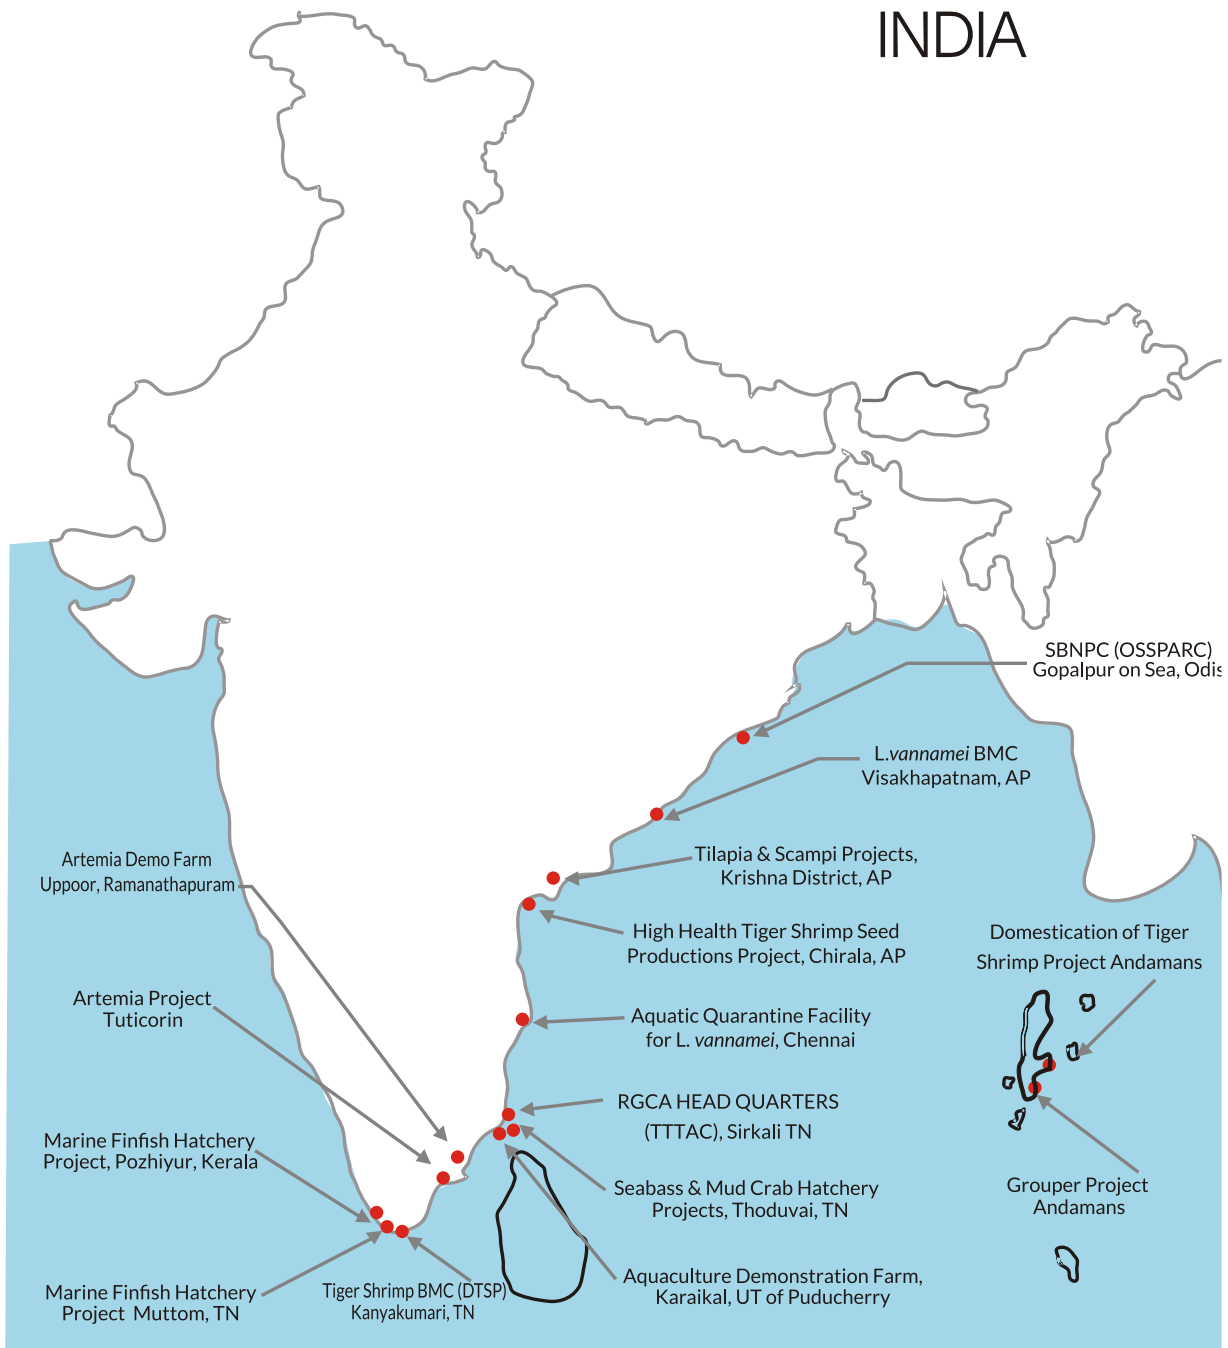 INDIA
SBNPC (OSSPARC)
Gopalpur on Sea, Odis
L.vannamei BMC
Visakhapatnam, AP
Tilapia & Scampi Projects,
Krishna District, AP
High Health Tiger Shrimp Seed
Productions Project, Chirala, AP
Aquatic Quarantine Facility
for L. vannamei, Chennai
RGCA HEAD QUARTERS
(TTTAC), Sirkali TN
Seabass & Mud Crab Hatchery
Projects, Thoduvai, TN
Aquaculture Demonstration Farm,
Karaikal, UT of Puducherry
Domestication of Tiger
Shrimp Project Andamans
Grouper Project
Andamans
Artemia Demo Farm
Uppoor, Ramanathapuram
Artemia Project
Tuticorin
Marine Finfish Hatchery
Project, Pozhiyur, Kerala
Marine Finfish Hatchery
Project Muttom, TN
Tiger Shrimp BMC (DTSP)
Kanyakumari, TN